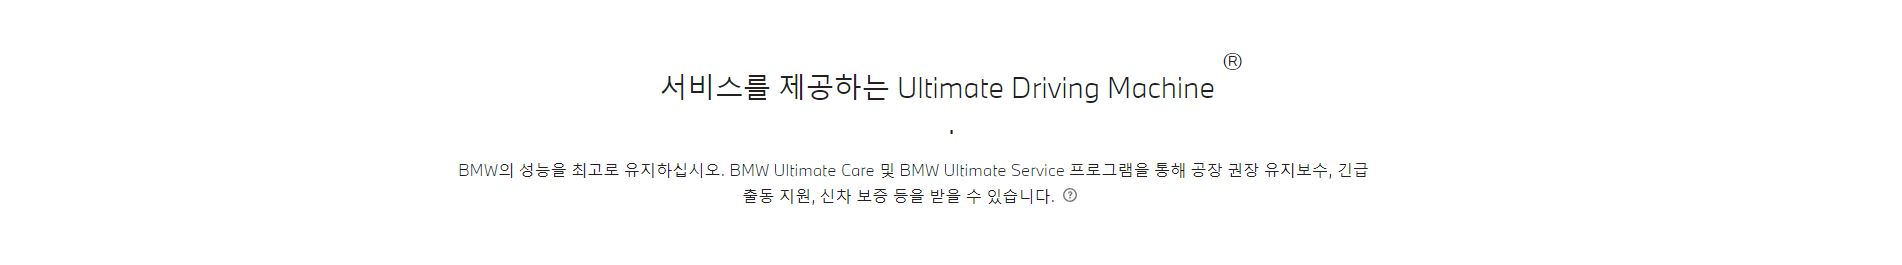 서비스를 제공하는 Ultimate Driving Machine®
.
BMW의 성능을 최고로 유지하십시오. BMW Ultimate Care 및 BMW Ultimate Service 프로그램을 통해 공장 권장 유지보수, 긴급
출동 지원, 신차 보증 등을 받을 수 있습니다. ?